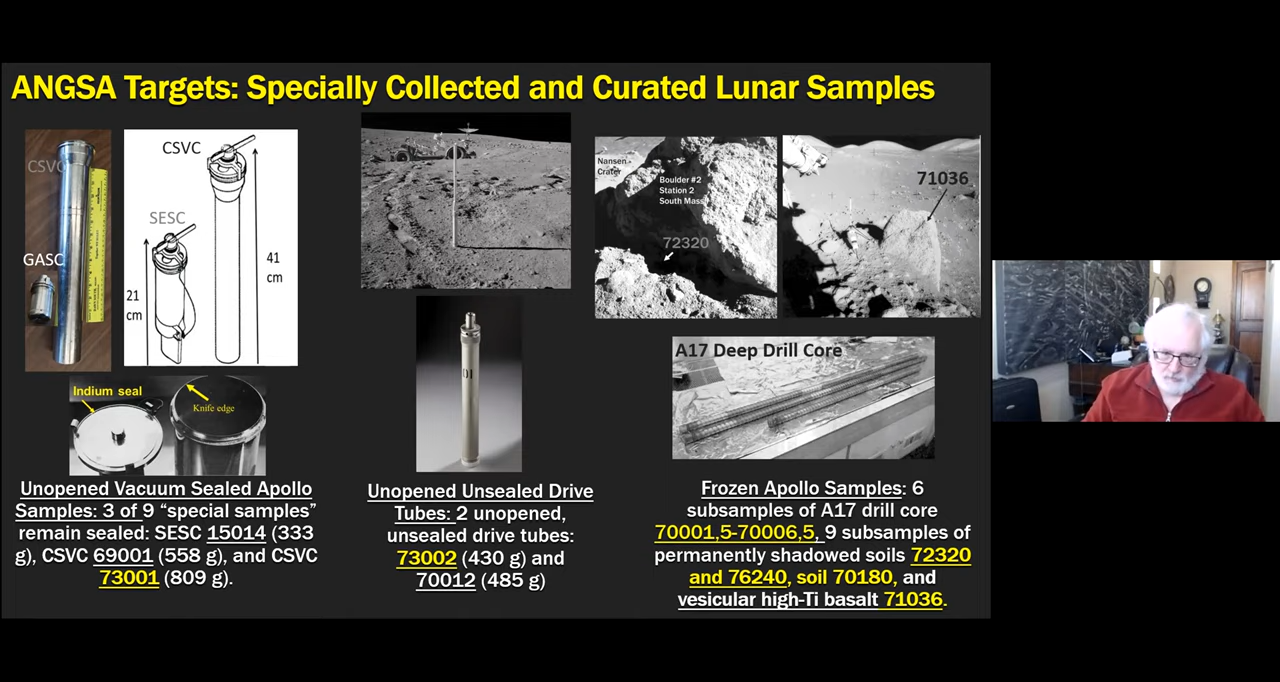 ANGSA Targets: Specially Collected and Curated Lunar Samples
CSVC
GASC
CSVC
SESC
41
cm
21
cm
Indium seal
Knife edge
Unopened Vacuum Sealed Apollo
Samples: 3 of 9 “special samples”
remain sealed: SESC 15014 (333
g), CSVC 69001 (558 g), and CSVC
73001 (809 g).
Unopened Unsealed Drive
Tubes: 2 unopened,
unsealed drive tubes:
73002 (430 g) and
70012 (485 g)
Nansen
Crater
Boulder #2
Station 2
South Massif
72320
71036
A17 Deep Drill Core
Frozen Apollo Samples: 6
subsamples of A17 drill core
70001,5-70006,5, 9 subsamples of
permanently shadowed soils 72320
and 76240, soil 70180, and
vesicular high-Ti basalt 71036.